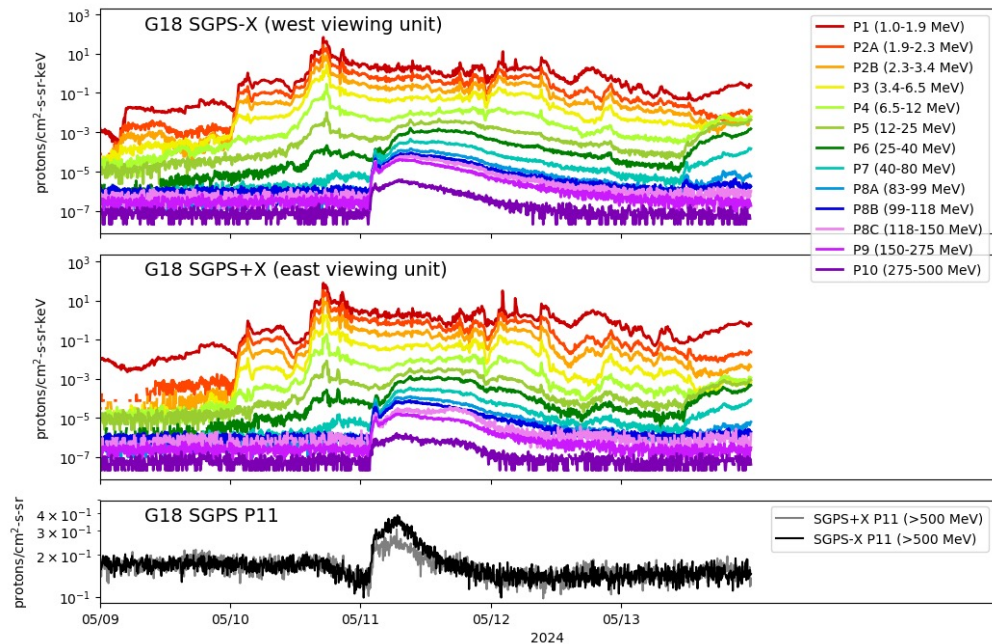 G18 SGPS-X (west viewing unit)
protons/cm²-s-sr-keV
10³
10¹
10⁻¹
10⁻³
10⁻⁵
10⁻⁷
P1 (1.0-1.9 MeV)
P2A (1.9-2.3 MeV)
P2B (2.3-3.4 MeV)
P3 (3.4-6.5 MeV)
P4 (6.5-12 MeV)
P5 (12-25 MeV)
P6 (25-40 MeV)
P7 (40-80 MeV)
P8A (83-99 MeV)
P8B (99-118 MeV)
P8C (118-150 MeV)
P9 (150-275 MeV)
P10 (275-500 MeV)
G18 SGPS+X (east viewing unit)
protons/cm²-s-sr-keV
10³
10¹
10⁻¹
10⁻³
10⁻⁵
10⁻⁷
G18 SGPS P11
protons/cm²-s-sr
4 × 10⁻¹
3 × 10⁻¹
2 × 10⁻¹
10⁻¹
SGPS+X P11 (>500 MeV)
SGPS-X P11 (>500 MeV)
05/09 05/10 05/11 05/12 05/13
2024